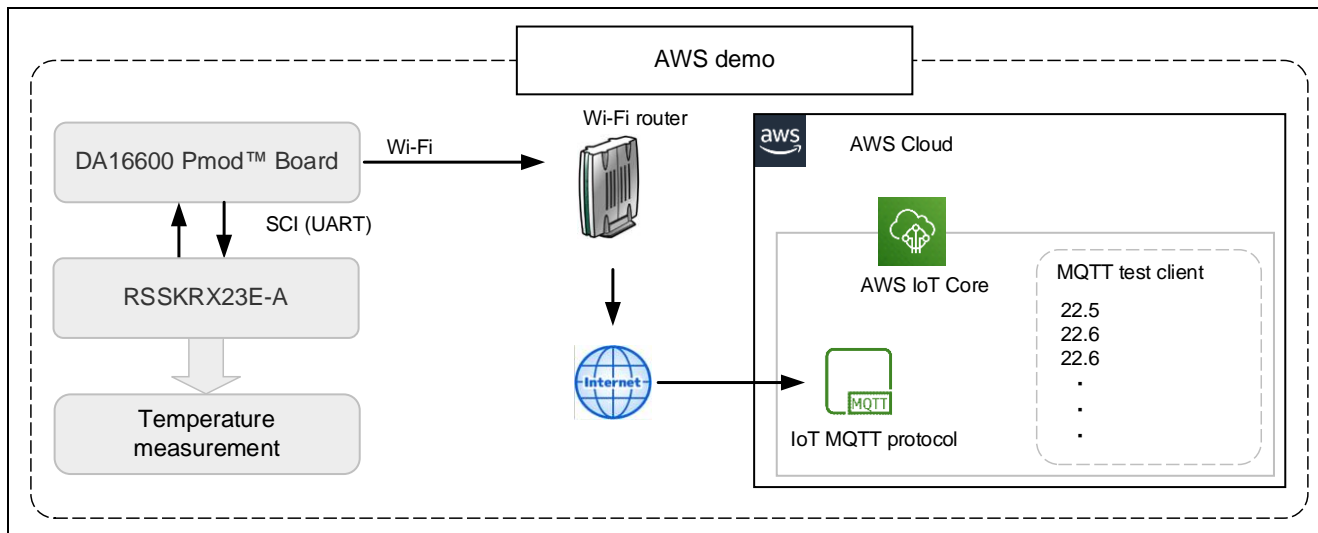 AWS demo
DA16600 Pmod™ Board
Wi-Fi
SCI (UART)
RSSKRX23E-A
Temperature
measurement
Wi-Fi router
Internet
aws
AWS Cloud
AWS IoT Core
MQTT
IoT MQTT protocol
MQTT test client
22.5
22.6
22.6
.
.
.